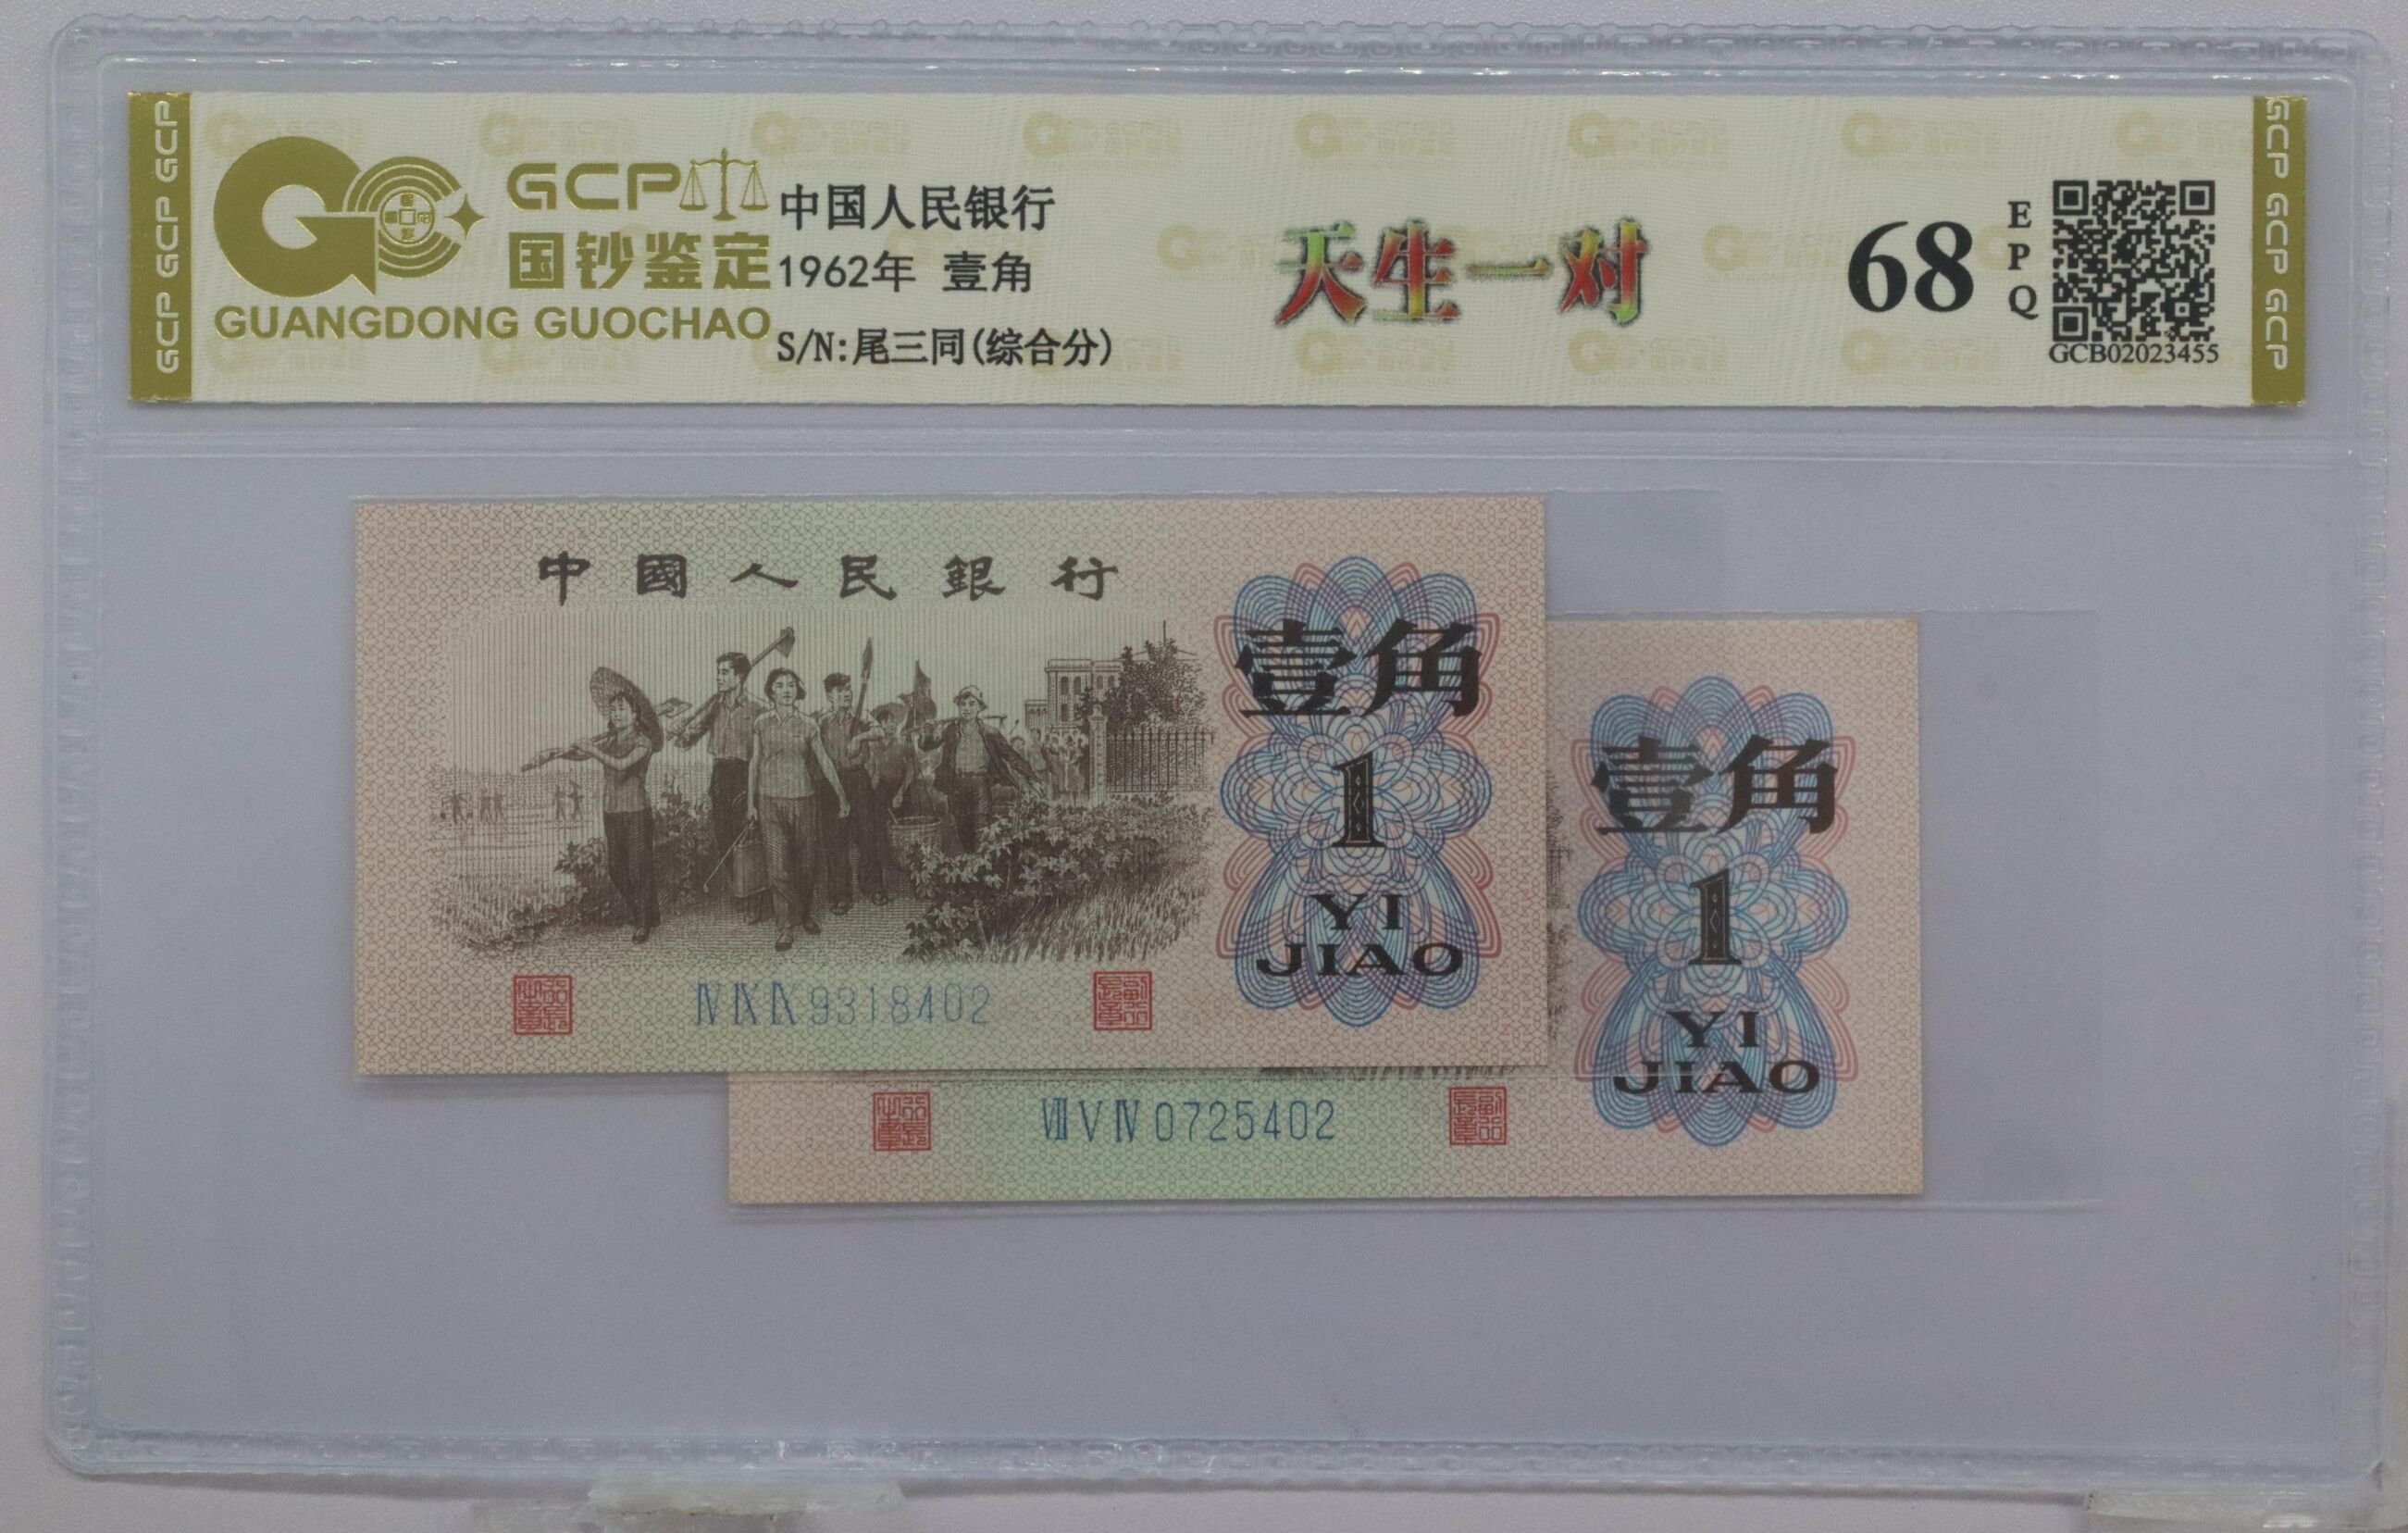 GCP GCP GCP
GCP
国钞鉴定
GUANGDONG GUOCHAO
中国人民银行
1962年 壹角
S/N:尾三同(综合分)
天生一对
68
EPQ
GCB02023455
GCP GCP GCP
中國人民銀行
壹角
1
YI
JIAO
ⅣⅨⅨ9318402
壹角
1
YI
JIAO
ⅧⅤⅣ0725402